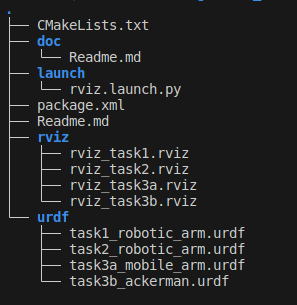 .
├── CMakeLists.txt
├── doc
│   └── Readme.md
├── launch
│   └── rviz.launch.py
├── package.xml
├── Readme.md
├── rviz
│   ├── rviz_task1.rviz
│   ├── rviz_task2.rviz
│   ├── rviz_task3a.rviz
│   └── rviz_task3b.rviz
└── urdf
    ├── task1_robotic_arm.urdf
    ├── task2_robotic_arm.urdf
    ├── task3a_mobile_arm.urdf
    └── task3b_ackerman.urdf